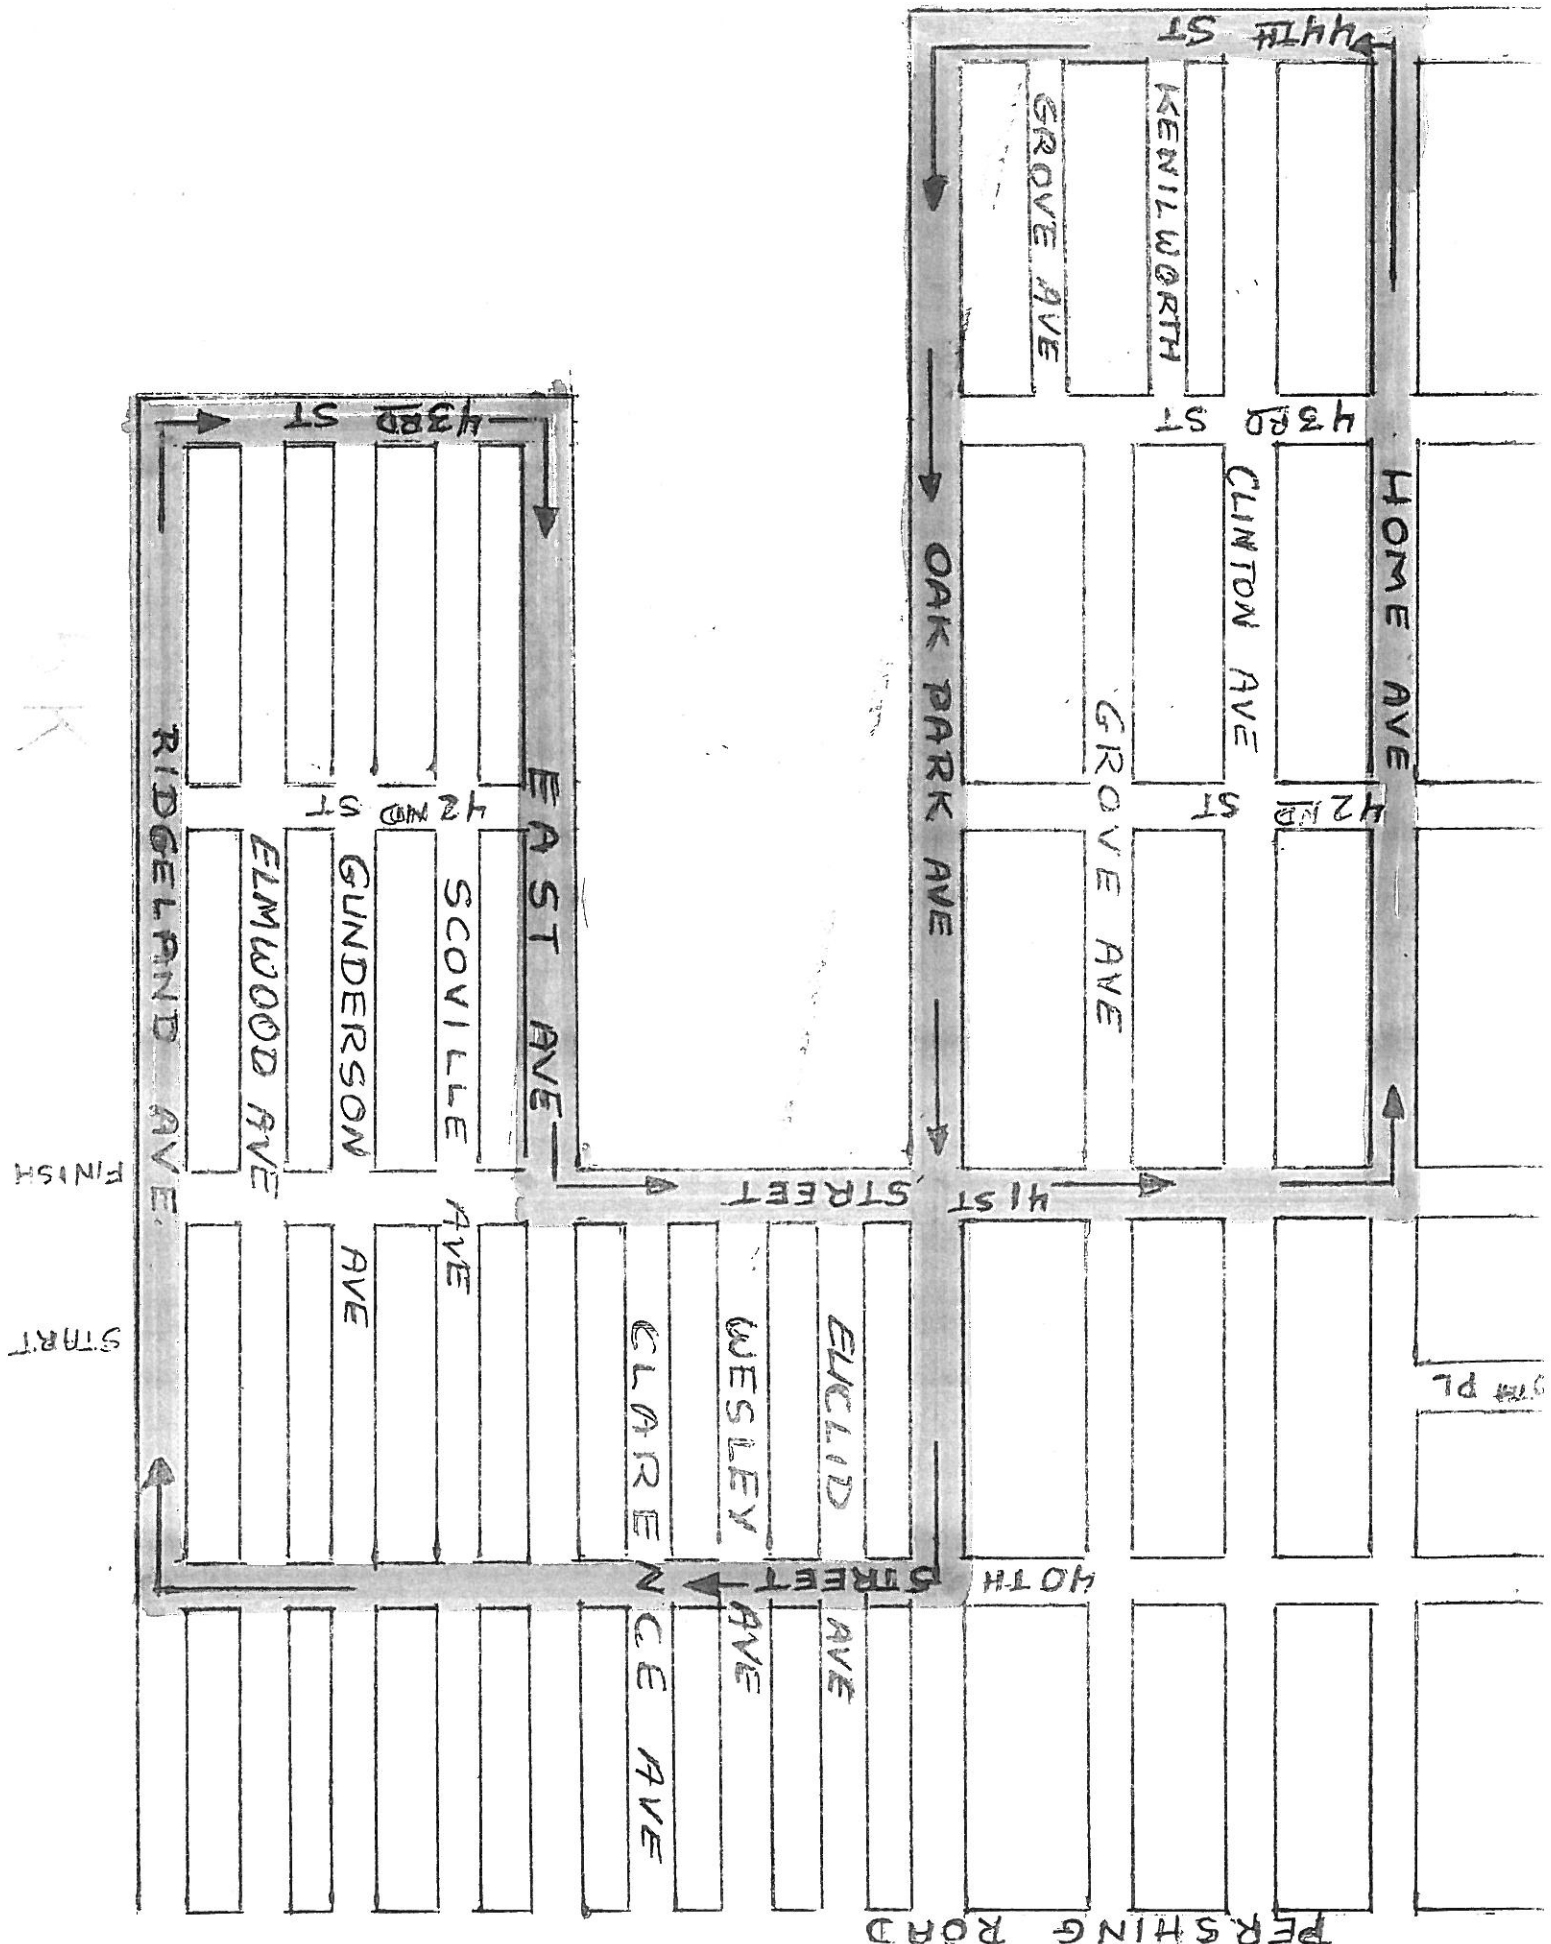 PERSHING ROAD
40TH STREET
TH PL
START
FINISH
41ST STREET
42ND ST
42ND ST
43RD ST
43RD ST
44TH ST
HOME AVE
CLINTON AVE
KENILWORTH
GROVE AVE
GROVE AVE
OAK PARK AVE
EUCLID AVE
WESLEY AVE
CLARENCE AVE
EAST AVE
SCOVILLE AVE
GUNDERSON AVE
ELMWOOD AVE
RIDGELAND AVE.